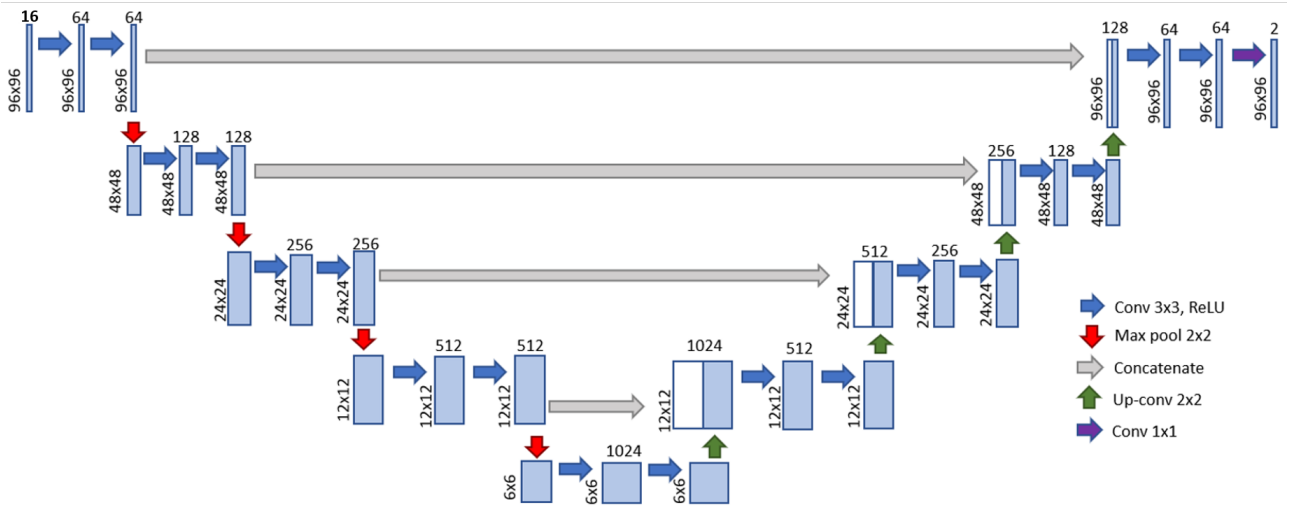 16 64 64
96x96 96x96 96x96
128 64 64 2
96x96 96x96 96x96 96x96
128 128
48x48 48x48 48x48
256 128
48x48 48x48 48x48
256 256
24x24 24x24 24x24
512 256
24x24 24x24 24x24
512 512
12x12 12x12 12x12
1024 512
12x12 12x12 12x12
1024
6x6 6x6 6x6
Conv 3x3, ReLU
Max pool 2x2
Concatenate
Up-conv 2x2
Conv 1x1